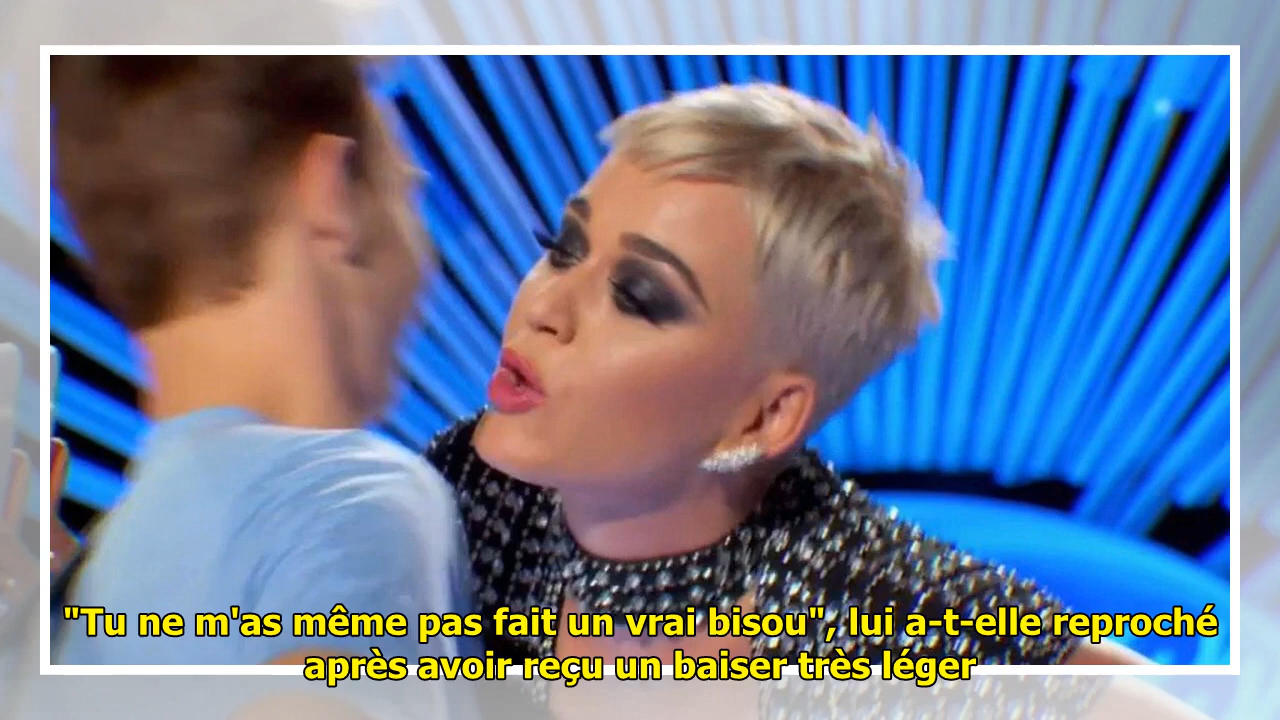 "Tu ne m'as même pas fait un vrai bisou", lui a-t-elle reproché
après avoir reçu un baiser très léger